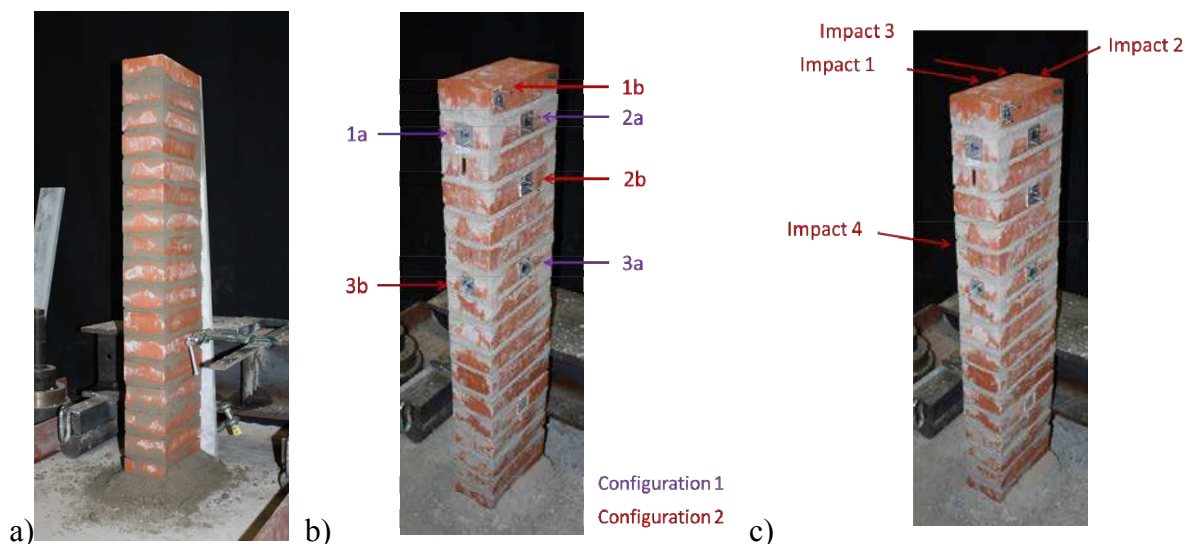 1b
2a
1a
2b
3a
3b
Configuration 1
Configuration 2
Impact 3
Impact 2
Impact 1
Impact 4
a)
b)
c)